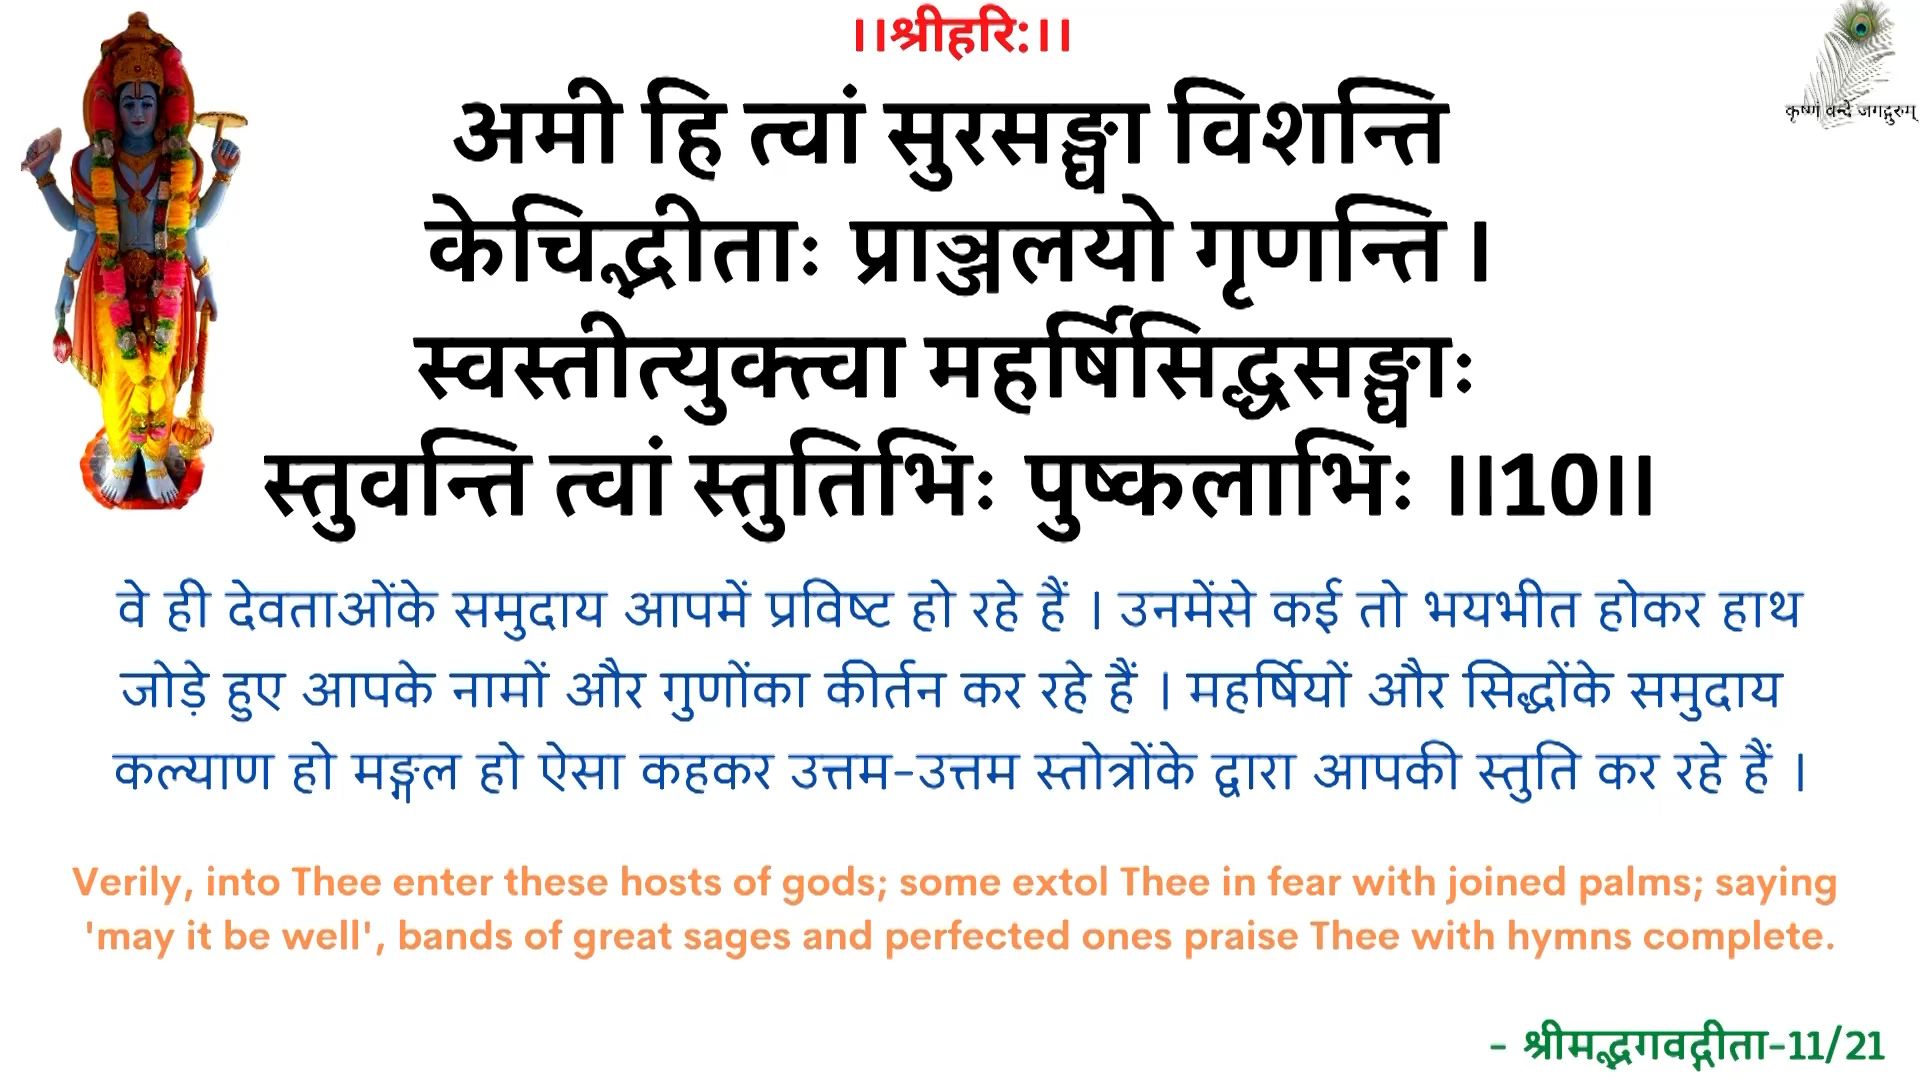 ।।श्रीहरि:।।
कृष्णं वन्दे जगद्गुरुम्
अमी हि त्वां सुरसङ्घा विशन्ति
केचिद्भीताः प्राञ्जलयो गृणन्ति ।
स्वस्तीत्युक्त्वा महर्षिसिद्धसङ्घाः
स्तुवन्ति त्वां स्तुतिभिः पुष्कलाभिः ॥10॥
वे ही देवताओंके समुदाय आपमें प्रविष्ट हो रहे हैं । उनमेंसे कई तो भयभीत होकर हाथ
जोड़े हुए आपके नामों और गुणोंका कीर्तन कर रहे हैं । महर्षियों और सिद्धोंके समुदाय
कल्याण हो मङ्गल हो ऐसा कहकर उत्तम-उत्तम स्तोत्रोंके द्वारा आपकी स्तुति कर रहे हैं ।
Verily, into Thee enter these hosts of gods; some extol Thee in fear with joined palms; saying
'may it be well', bands of great sages and perfected ones praise Thee with hymns complete.
- श्रीमद्भगवद्गीता-11/21